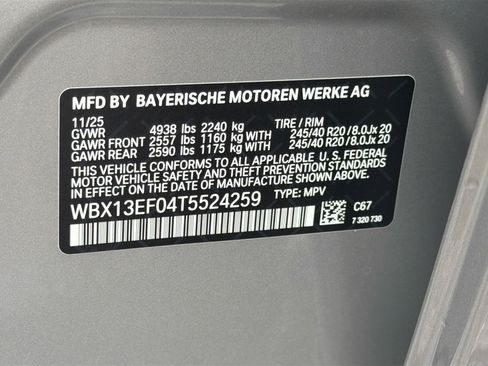 MFD BY BAYERISCHE MOTOREN WERKE AG
11/25 TIRE / RIM
GVWR 4938 lbs 2240 kg
GAWR FRONT 2557 lbs 1160 kg WITH 245/40 R20 / 8.0Jx 20
GAWR REAR 2590 lbs 1175 kg WITH 245/40 R20 / 8.0Jx 20
THIS VEHICLE CONFORMS TO ALL APPLICABLE U. S. FEDERAL
MOTOR VEHICLE SAFETY AND THEFT PREVENTION STANDARDS
IN EFFECT ON THE DATE OF MANUFACTURE SHOWN ABOVE.
WBX13EF04T5524259 TYPE: MPV
C67
7 320 730